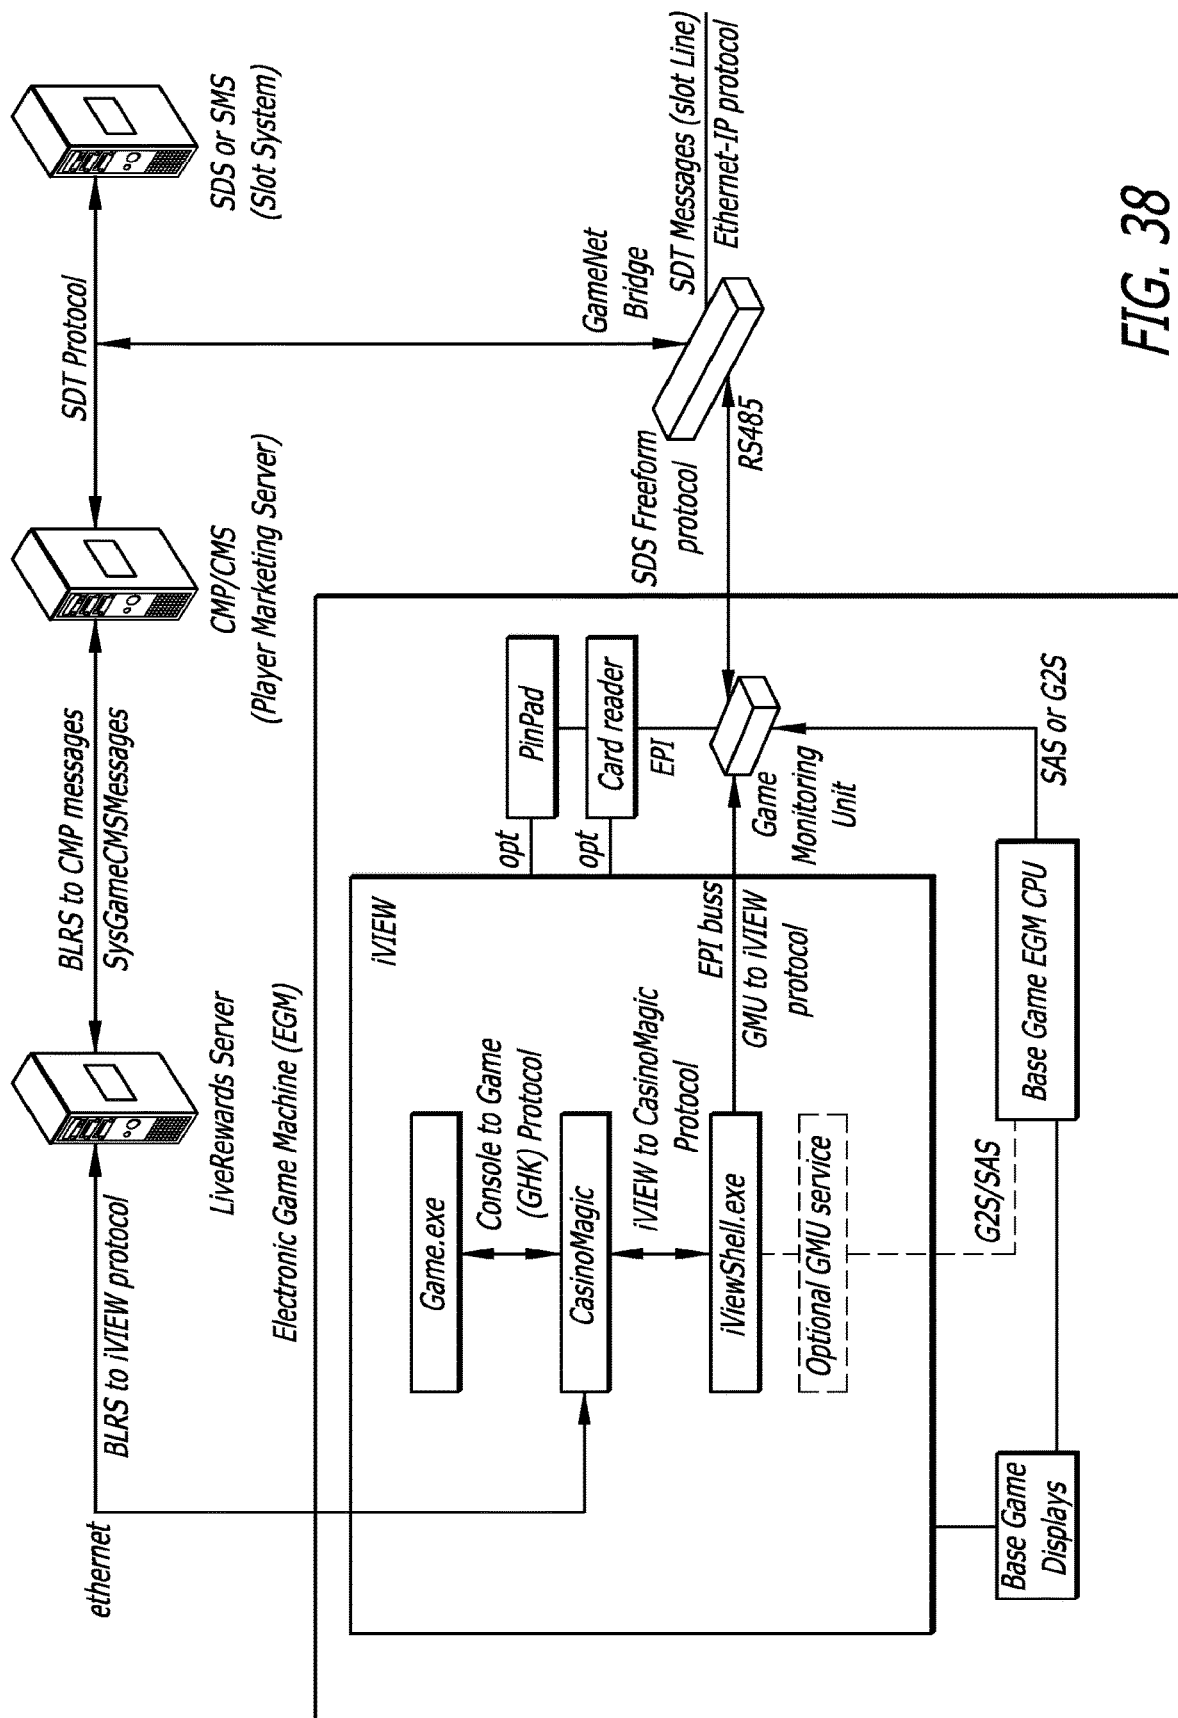 ethernet
BLRS to iVIEW protocol
LiveRewards Server
BLRS to CMP messages
SysGameCMSMessages
CMP/CMS
(Player Marketing Server)
SDT Protocol
SDS or SMS
(Slot System)
GameNet
Bridge
SDT Messages (slot Line)
Ethernet-IP protocol
SDS Freeform
protocol
RS485
Electronic Game Machine (EGM)
iVIEW
Game.exe
Console to Game
(GHK) Protocol
CasinoMagic
iVIEW to CasinoMagic
Protocol
iViewShell.exe
Optional GMU service
opt
PinPad
opt
Card reader
EPI
EPI buss
GMU to iVIEW
protocol
Game
Monitoring
Unit
SAS or G2S
G2S/SAS
Base Game EGM CPU
Base Game
Displays
FIG. 38